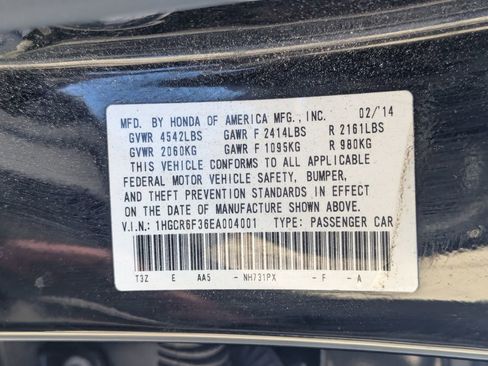 MFD. BY HONDA OF AMERICA MFG., INC. 02/14
GVWR 4542LBS GAWR F 2414LBS R 2161LBS
GVWR 2060KG GAWR F 1095KG R 980KG
THIS VEHICLE CONFORMS TO ALL APPLICABLE
FEDERAL MOTOR VEHICLE SAFETY, BUMPER,
AND THEFT PREVENTION STANDARDS IN EFFECT
ON THE DATE OF MANUFACTURE SHOWN ABOVE.
V.I.N.: 1HGCR6F36EA004001 TYPE: PASSENGER CAR
T3Z E AA5 - NH731PX - F - A